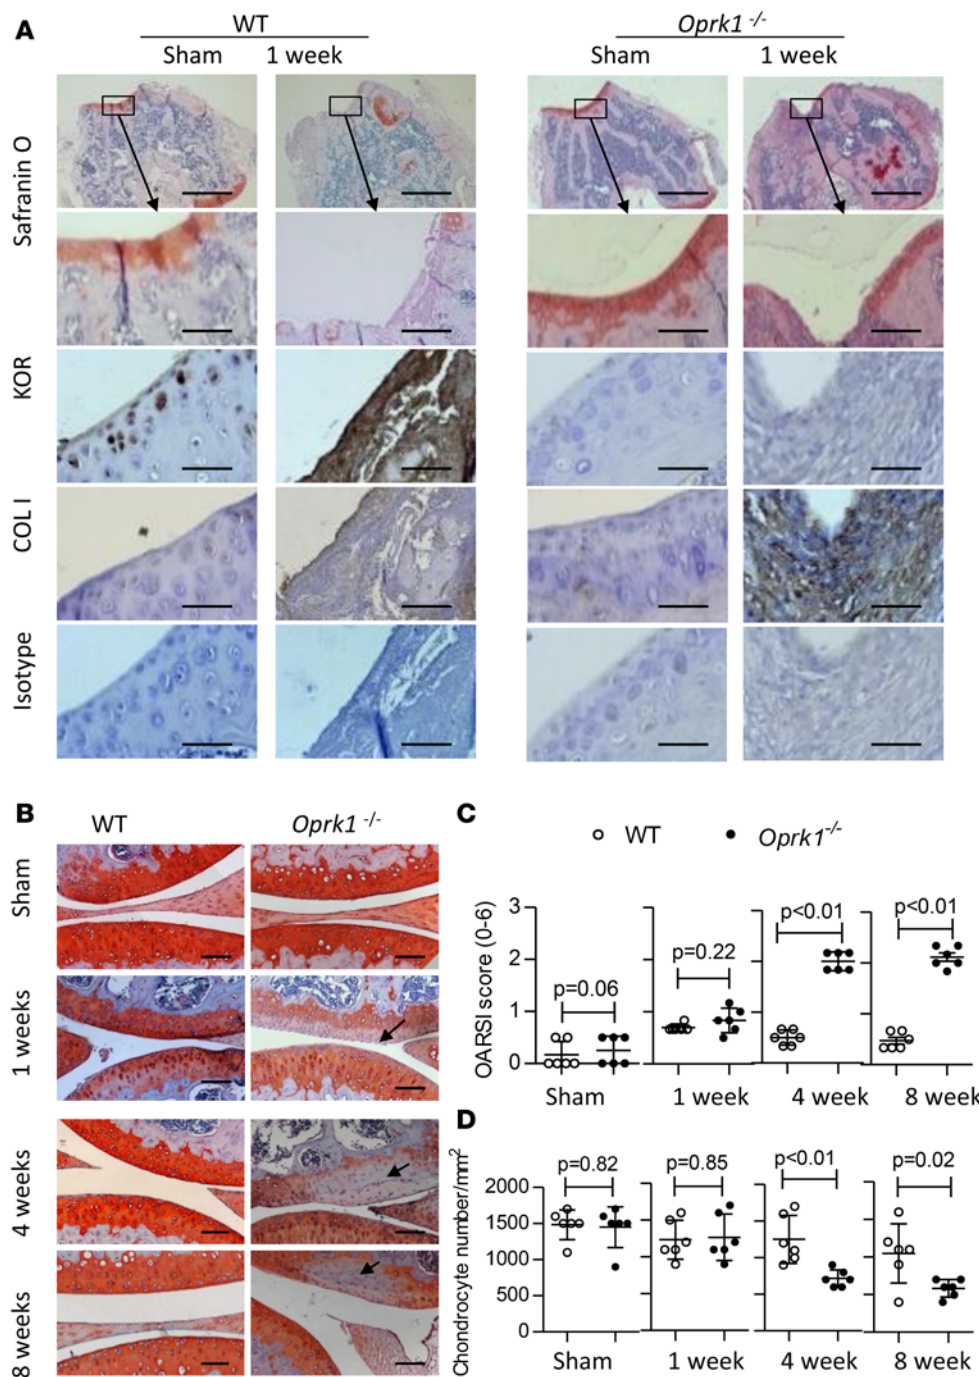 A
WT
Oprk1 -/-
Sham 1 week
Sham 1 week
Safranin O
KOR
COL I
Isotype
B
WT
Oprk1 -/-
Sham
1 weeks
4 weeks
8 weeks
C
WT
Oprk1-/-
OARSI score (0-6)
3
2
1
0
p=0.06
p=0.22
p<0.01
p<0.01
Sham
1 week
4 week
8 week
D
Chondrocyte number/mm2
2000
1500
1000
500
0
p=0.82
p=0.85
p<0.01
p=0.02
Sham
1 week
4 week
8 week